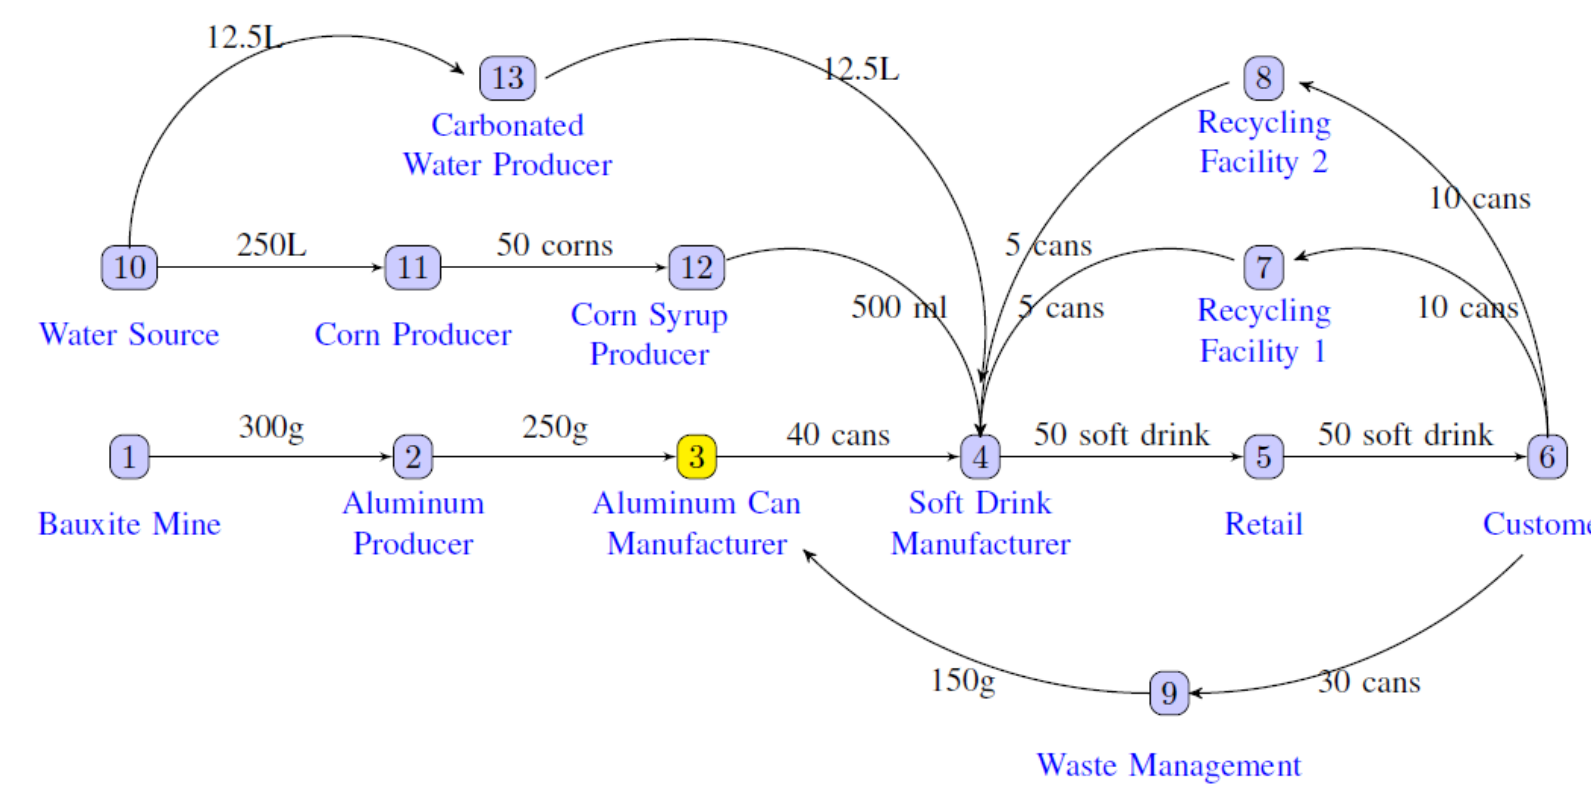 12.5L
13
12.5L
8
Carbonated
Water Producer
Recycling
Facility 2
10 cans
10
250L
11
50 corns
12
5 cans
7
Water Source
Corn Producer
Corn Syrup
Producer
500 ml
5 cans
Recycling
Facility 1
10 cans
1
300g
2
250g
3
40 cans
4
50 soft drink
5
50 soft drink
6
Bauxite Mine
Aluminum
Producer
Aluminum Can
Manufacturer
Soft Drink
Manufacturer
Retail
Custome
150g
9
30 cans
Waste Management